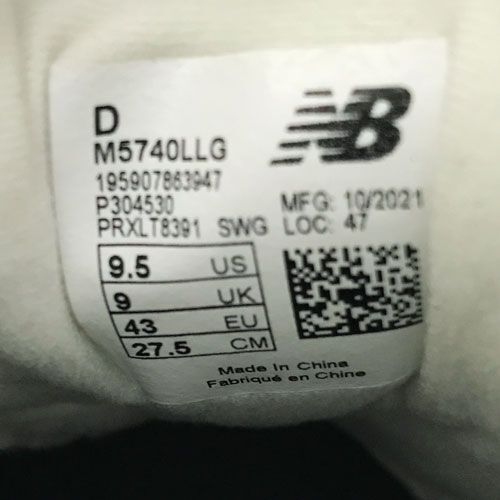 NB
D
M5740LLG
195907863947
P304530 MFG: 10/2021
PRXLT8391 SWG LOC: 47
9.5 US
9 UK
43 EU
27.5 CM
Made In China
Fabriqué en Chine